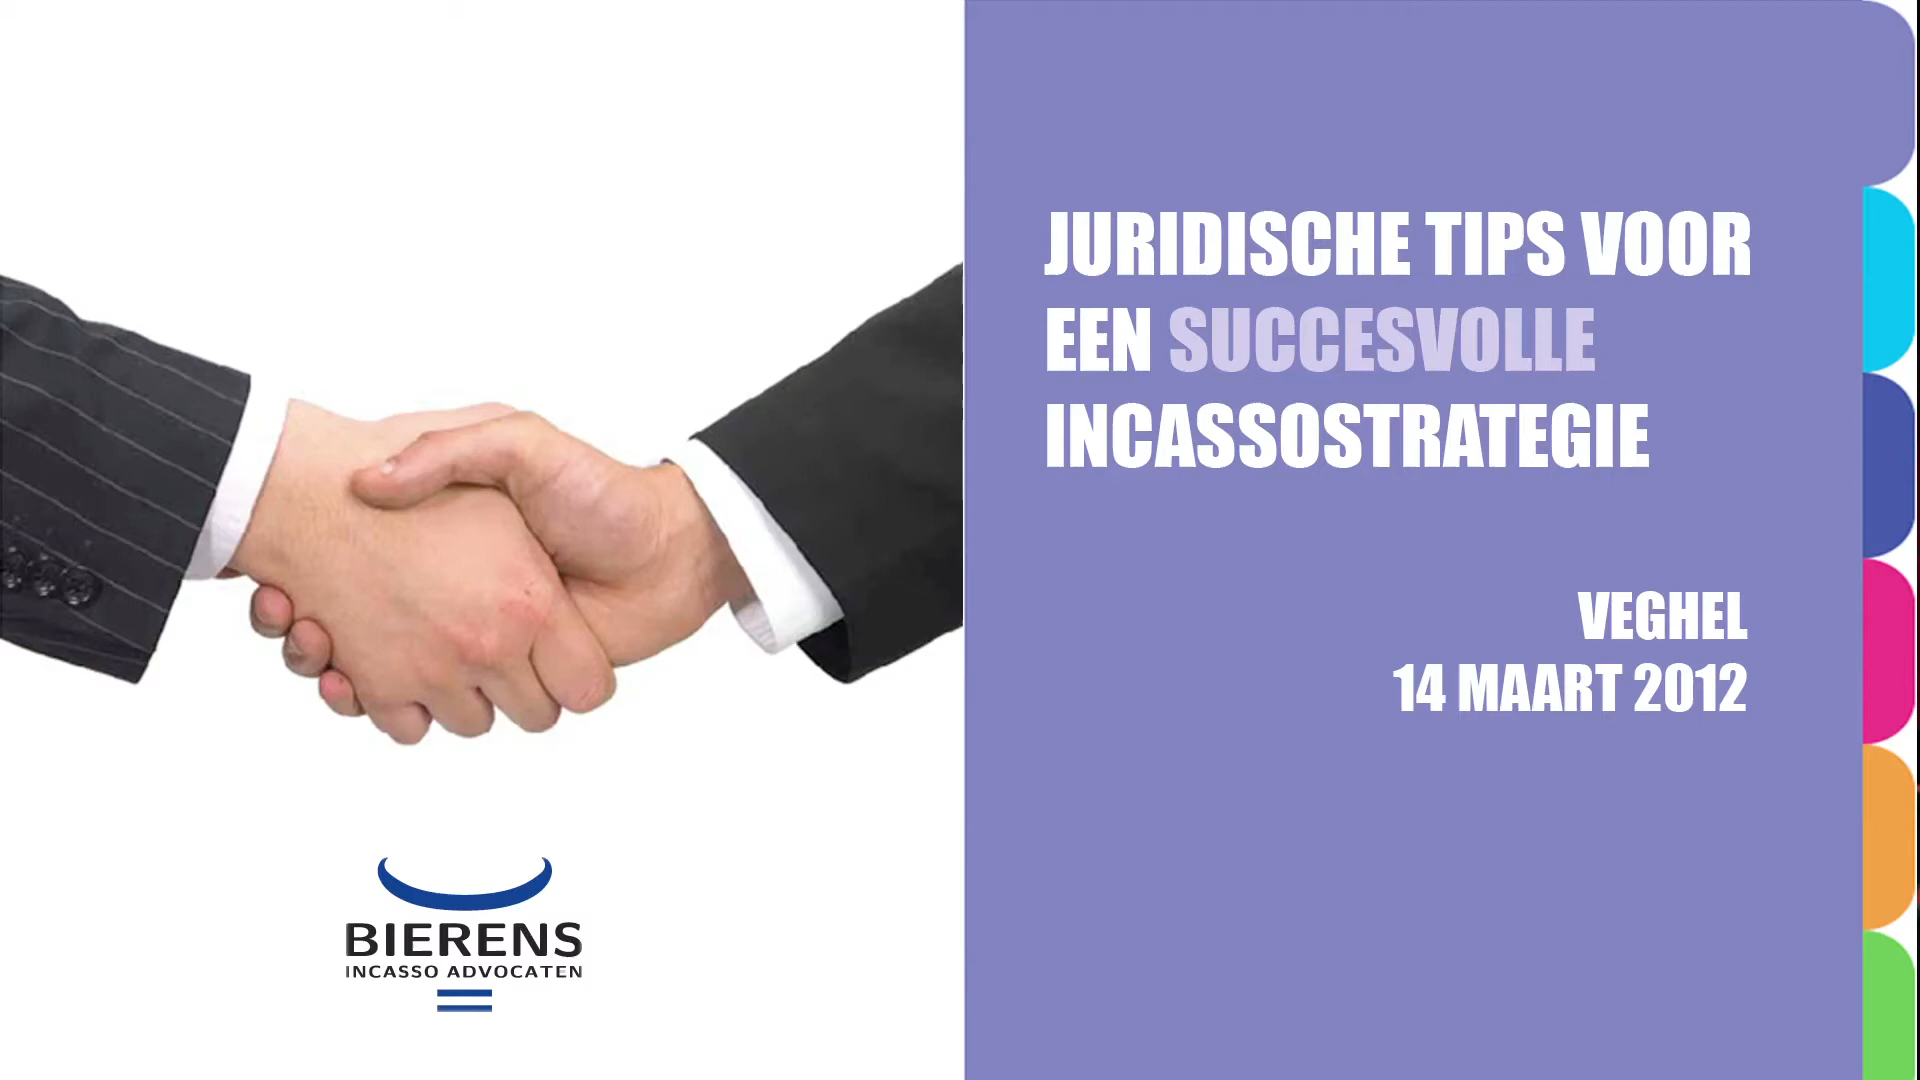 JURIDISCHE TIPS VOOR
EEN SUCCESVOLLE
INCASSOSTRATEGIE
VEGHEL
14 MAART 2012
BIERENS
INCASSO ADVOCATEN